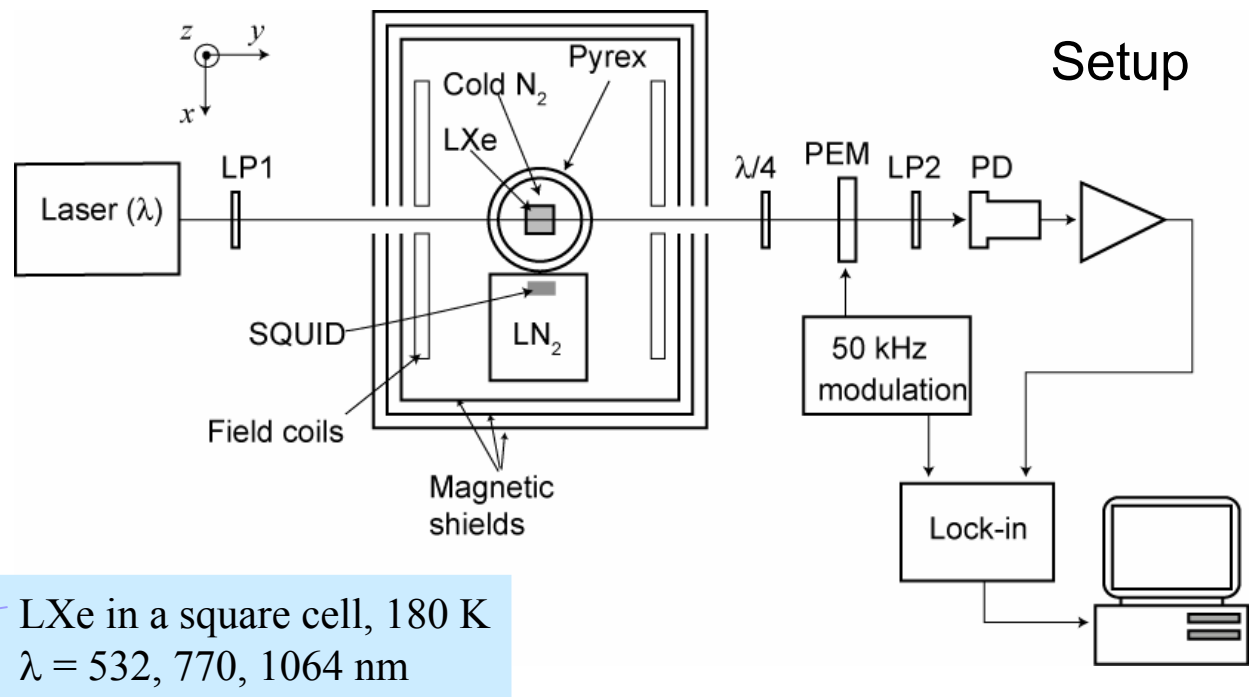 Setup
z
y
x
Pyrex
Cold N₂
LXe
LP1
Laser (λ)
λ/4
PEM
LP2
PD
SQUID
LN₂
50 kHz
modulation
Field coils
Magnetic
shields
Lock-in
LXe in a square cell, 180 K
λ = 532, 770, 1064 nm